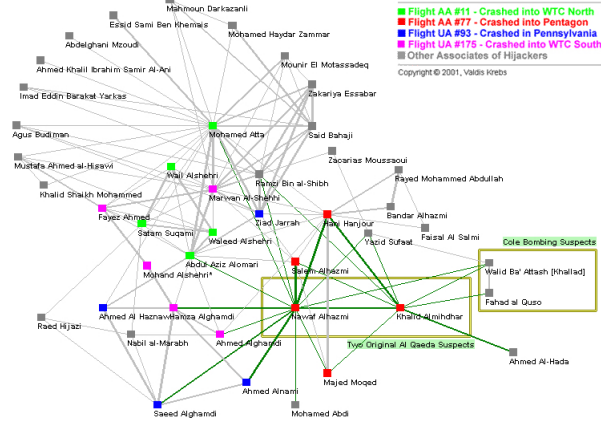 Mahmoun Darkazanli
Flight AA #11 - Crashed into WTC North
Essid Sami Ben Khemais
Flight AA #77 - Crashed into Pentagon
Mohamed Haydar Zammar
Flight UA #93 - Crashed in Pennsylvania
Abdelghani Mzoudi
Flight UA #175 - Crashed into WTC South
Other Associates of Hijackers
Mounir El Motassadeq
Ahmed Khalil Ibrahim Samir Al-Ani
Copyright © 2001, Valdis Krebs
Imad Eddin Barakat Yarkas
Zakariya Essabar
Agus Budiman
Mohamed Atta
Said Bahaji
Zacarias Moussaoui
Mustafa Ahmed al-Hisawi
Wail Alshehri
Ramzi Bin al-Shibh
Rayed Mohammed Abdullah
Khalid Shaikh Mohammed
Marwan Al-Shehhi
Fayez Ahmed
Ziad Jarrah
Hani Hanjour
Bandar Alhazmi
Satam Suqami
Waleed Alshehri
Yazid Sufaat
Faisal Al Salmi
Cole Bombing Suspects
Abdul Aziz Alomari
Mohand Alshehri*
Salem Alhazmi
Walid Ba' Attash [Khallad]
Fahad al Quso
Ahmed Al Haznawi
Hamza Alghamdi
Nawaf Alhazmi
Khalid Almihdhar
Raed Hijazi
Nabil al-Marabh
Ahmed Alghamdi
Two Original Al Qaeda Suspects
Ahmed Al-Hada
Majed Moqed
Ahmed Alnami
Saeed Alghamdi
Mohamed Abdi